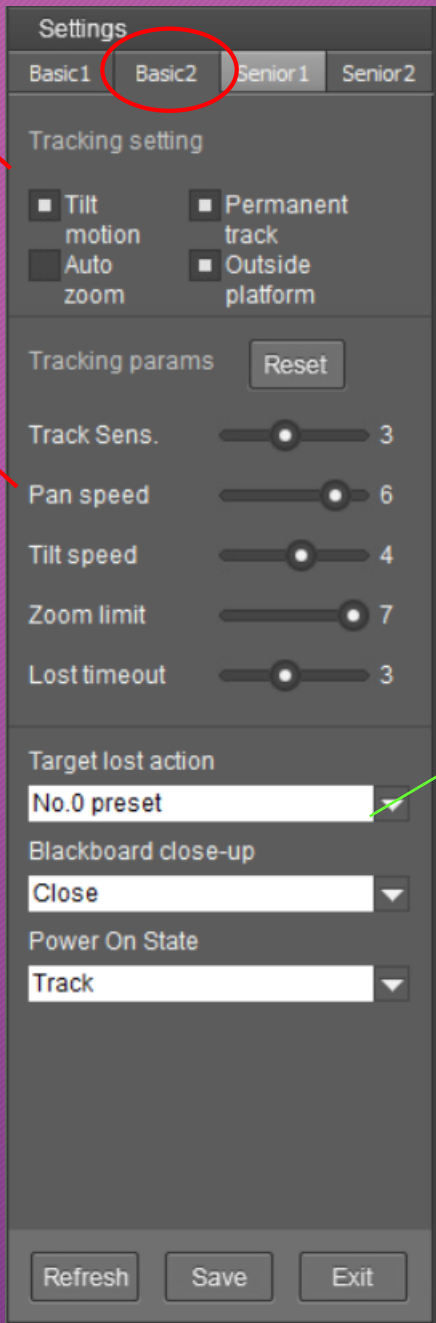 Settings
Basic1 Basic2 Senior1 Senior2
Tracking setting
Tilt motion
Permanent track
Auto zoom
Outside platform
Tracking params Reset
Track Sens. 3
Pan speed 6
Tilt speed 4
Zoom limit 7
Lost timeout 3
Target lost action
No.0 preset
Blackboard close-up
Close
Power On State
Track
Refresh Save Exit